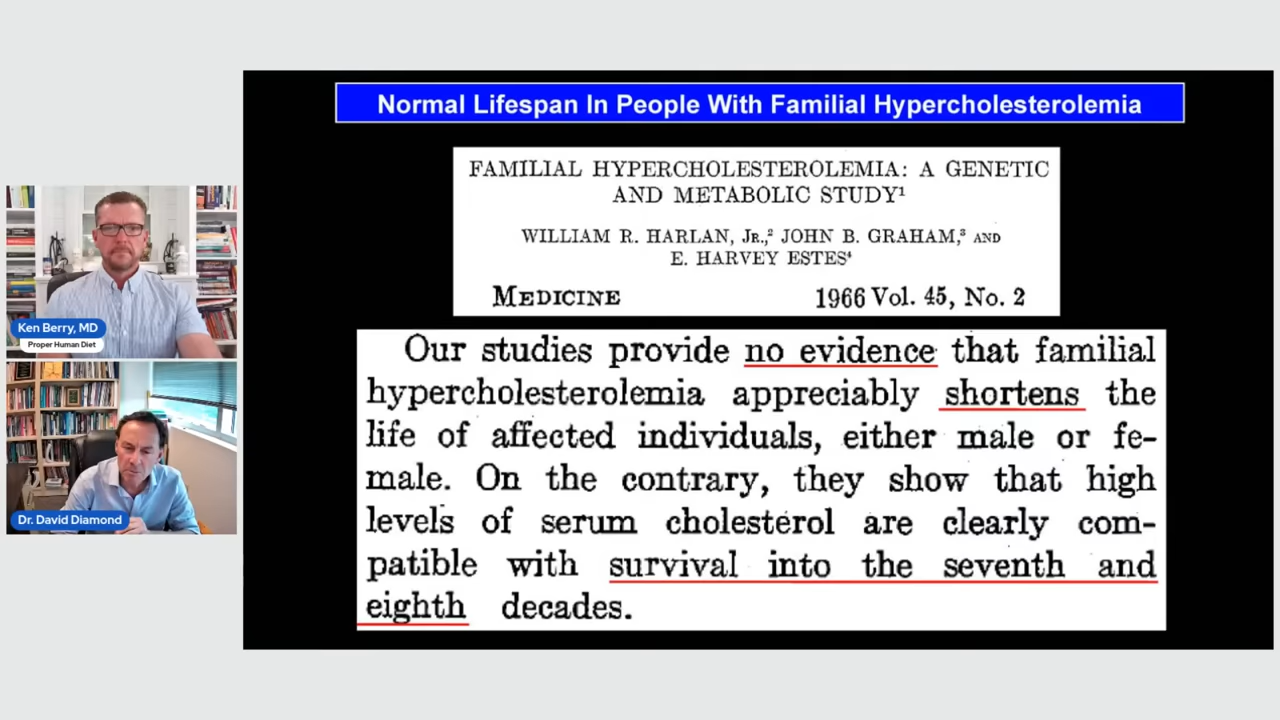 Normal Lifespan In People With Familial Hypercholesterolemia
FAMILIAL HYPERCHOLESTEROLEMIA: A GENETIC
AND METABOLIC STUDY¹
WILLIAM R. HARLAN, JR.,² JOHN B. GRAHAM,³ AND
E. HARVEY ESTES⁴
MEDICINE 1966 Vol. 45, No. 2
Our studies provide no evidence that familial
hypercholesterolemia appreciably shortens the
life of affected individuals, either male or fe-
male. On the contrary, they show that high
levels of serum cholesterol are clearly com-
patible with survival into the seventh and
eighth decades.
Ken Berry, MD
Proper Human Diet
Dr. David Diamond